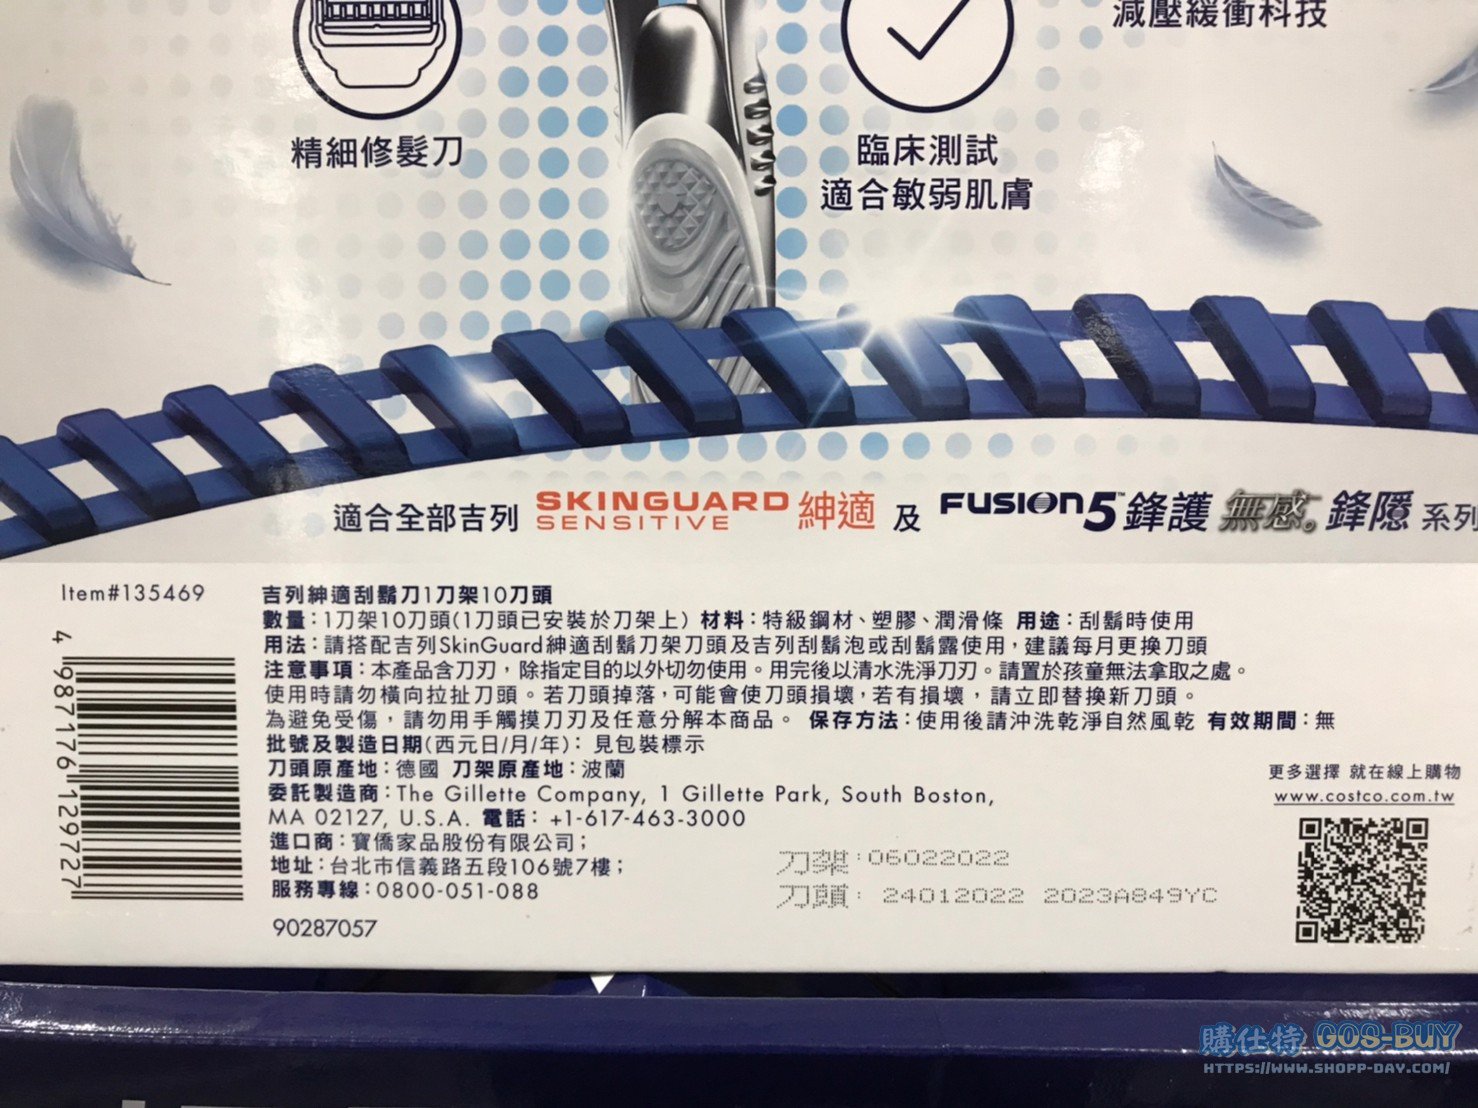 減壓緩衝科技
精細修髮刀
臨床測試
適合敏弱肌膚
適合全部吉列 SKINGUARD SENSITIVE 紳適 及 FUSION5™ 鋒護 無感。 鋒隱 系列
Item#135469
吉列紳適刮鬍刀1刀架10刀頭
數量：1刀架10刀頭(1刀頭已安裝於刀架上) 材料：特級鋼材、塑膠、潤滑條 用途：刮鬍時使用
用法：請搭配吉列SkinGuard紳適刮鬍刀架刀頭及吉列刮鬍泡或刮鬍露使用，建議每月更換刀頭
注意事項：本產品含刀刃，除指定目的以外切勿使用。用完後以清水洗淨刀刃。請置於孩童無法拿取之處。
使用時請勿橫向拉扯刀頭。若刀頭掉落，可能會使刀頭損壞，若有損壞，請立即替換新刀頭。
為避免受傷，請勿用手觸摸刀刃及任意分解本商品。 保存方法：使用後請沖洗乾淨自然風乾 有效期間：無
批號及製造日期(西元日/月/年)：見包裝標示
刀頭原產地：德國 刀架原產地：波蘭
委託製造商：The Gillette Company, 1 Gillette Park, South Boston,
MA 02127, U.S.A. 電話：+1-617-463-3000
進口商：寶僑家品股份有限公司；
地址：台北市信義路五段106號7樓；
服務專線：0800-051-088
90287057
4 987176 129727
刀架：06022022
刀頭：24012022 2023A849YC
更多選擇 就在線上購物
www.costco.com.tw
購仕特 GOS-BUY
HTTPS://WWW.SHOPP-DAY.COM/